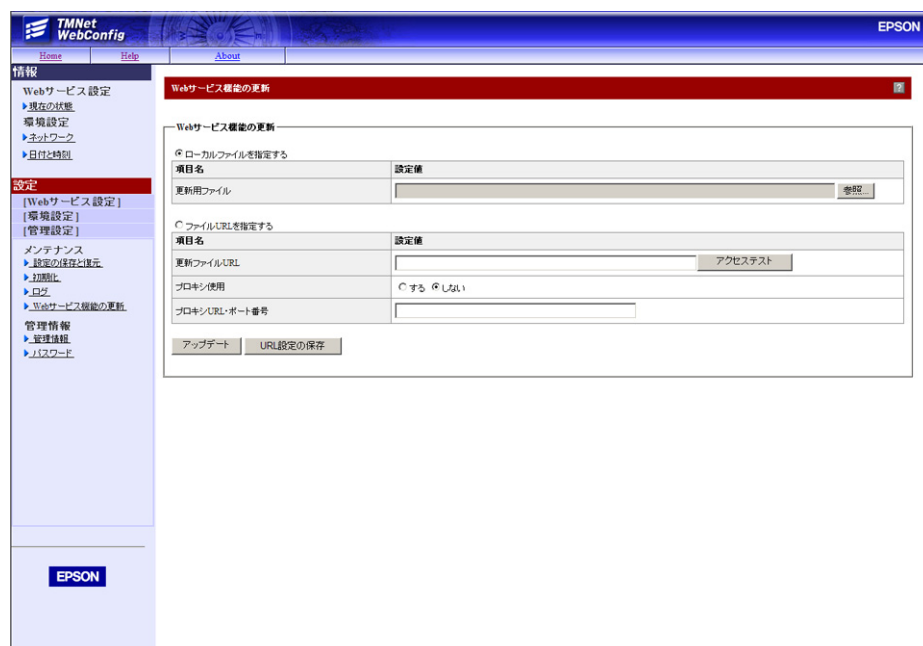 TMNet
WebConfig
EPSON
Home Help About
情報
Webサービス設定
現在の状態
環境設定
ネットワーク
日付と時刻
設定
[Webサービス設定]
[環境設定]
[管理設定]
メンテナンス
設定の保存と復元
初期化
ログ
Webサービス機能の更新
管理情報
管理情報
パスワード
EPSON
Webサービス機能の更新 ?
Webサービス機能の更新
ローカルファイルを指定する
項目名 設定値
更新用ファイル 参照...
ファイルURLを指定する
項目名 設定値
更新ファイルURL アクセステスト
プロキシ使用 する しない
プロキシURL・ポート番号
アップデート URL設定の保存